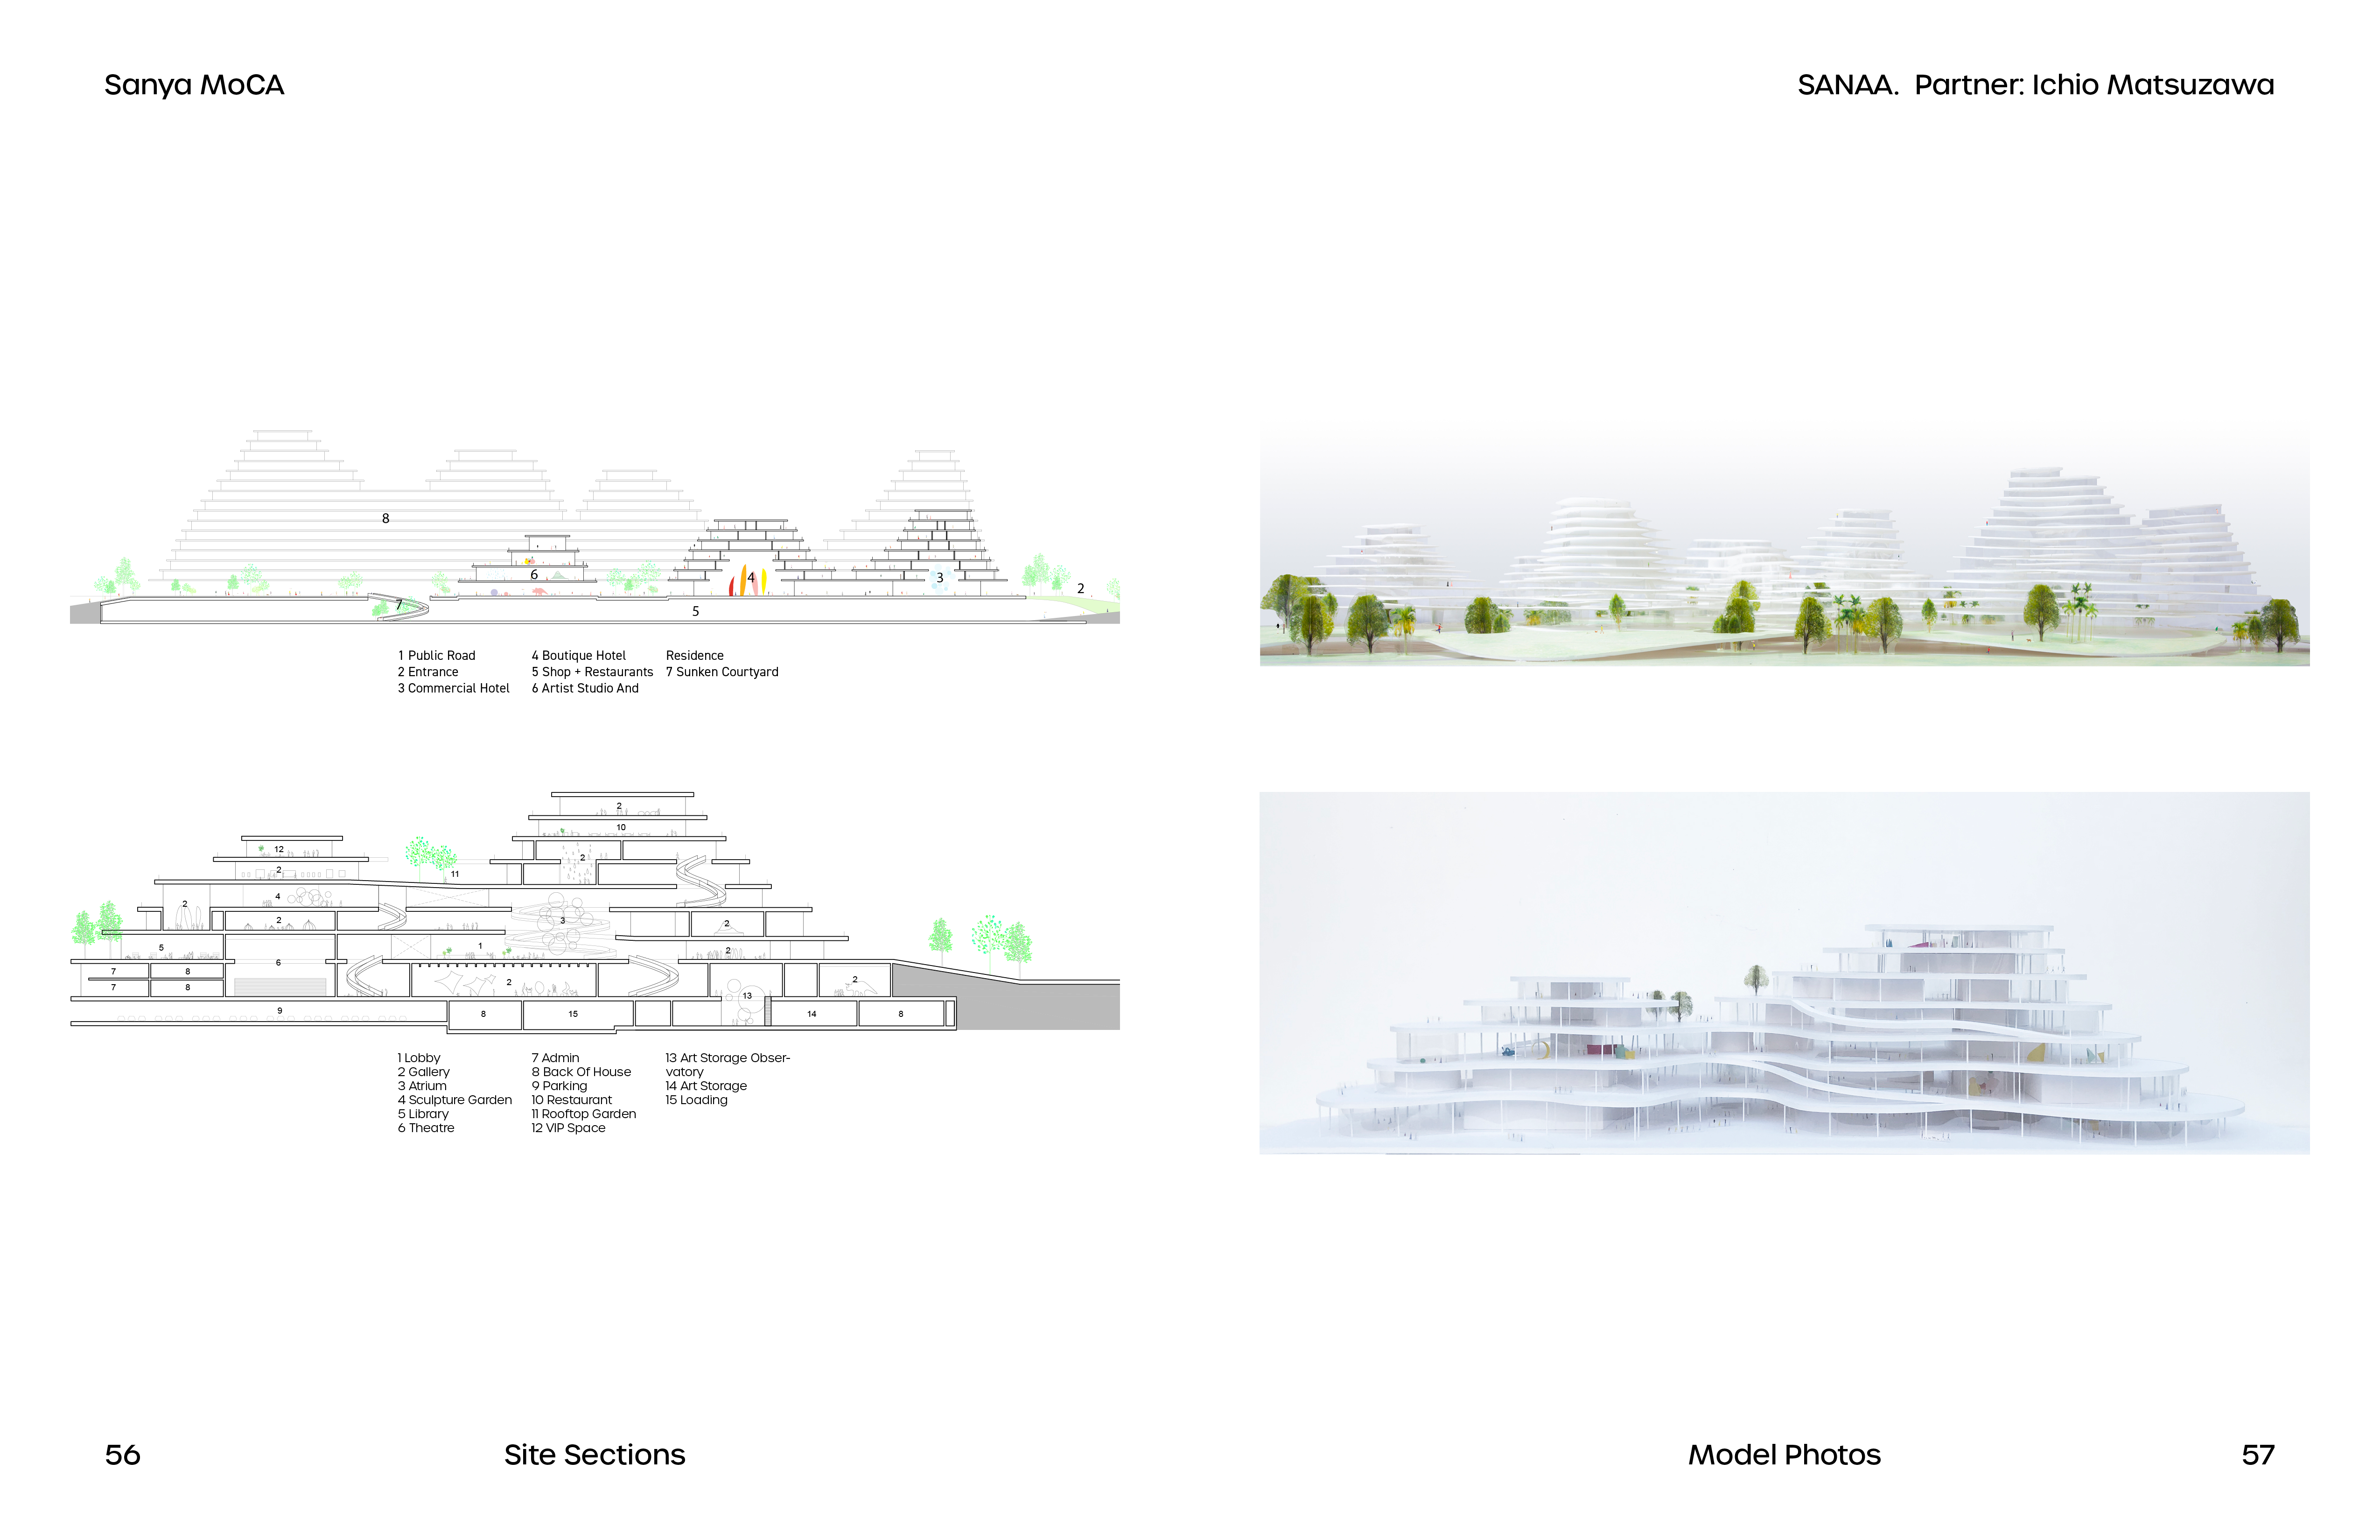 Sanya MoCA
SANAA.  Partner: Ichio Matsuzawa
8
6
4
3
2
7
5
1 Public Road
2 Entrance
3 Commercial Hotel
4 Boutique Hotel
5 Shop + Restaurants
6 Artist Studio And
Residence
7 Sunken Courtyard
2
10
12
2
2
11
4
2
2
3
2
5
1
2
6
7
8
2
2
7
8
13
9
8
15
14
8
1 Lobby
2 Gallery
3 Atrium
4 Sculpture Garden
5 Library
6 Theatre
7 Admin
8 Back Of House
9 Parking
10 Restaurant
11 Rooftop Garden
12 VIP Space
13 Art Storage Obser-
vatory
14 Art Storage
15 Loading
56
Site Sections
Model Photos
57